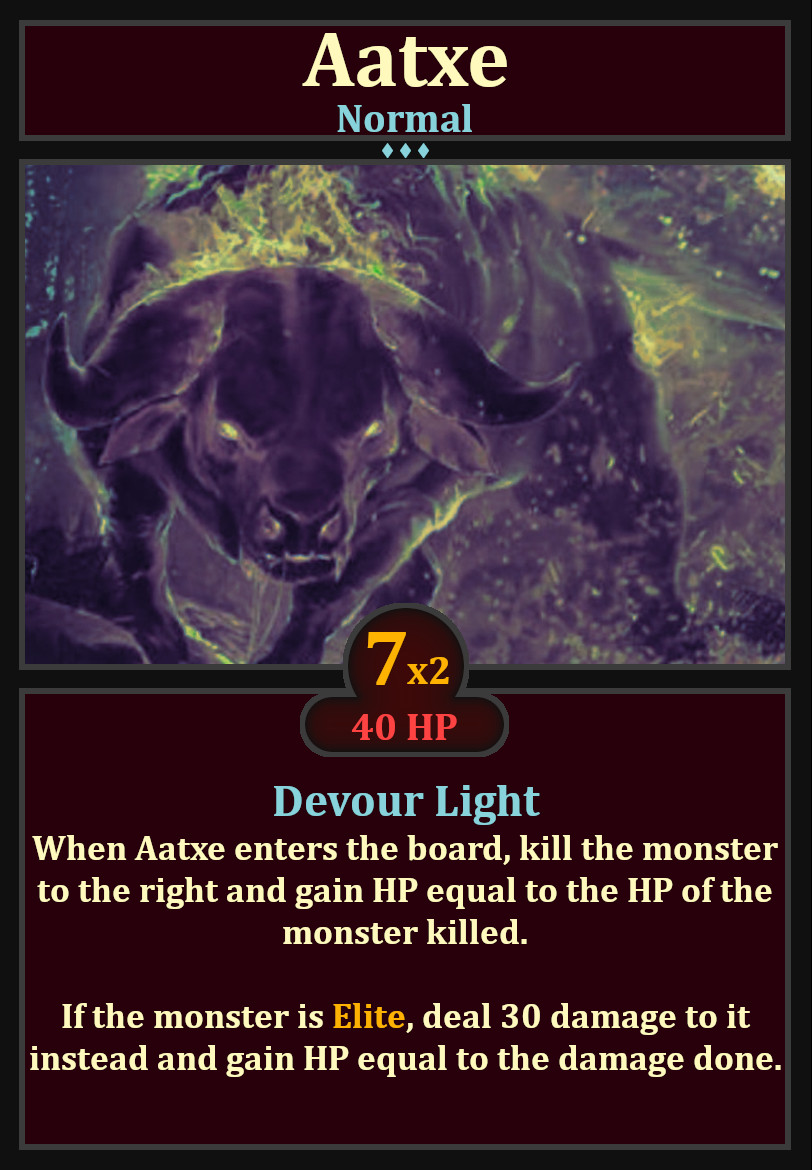 Aatxe
Normal
7x2
40 HP
Devour Light
When Aatxe enters the board, kill the monster
to the right and gain HP equal to the HP of the
monster killed.
If the monster is Elite, deal 30 damage to it
instead and gain HP equal to the damage done.